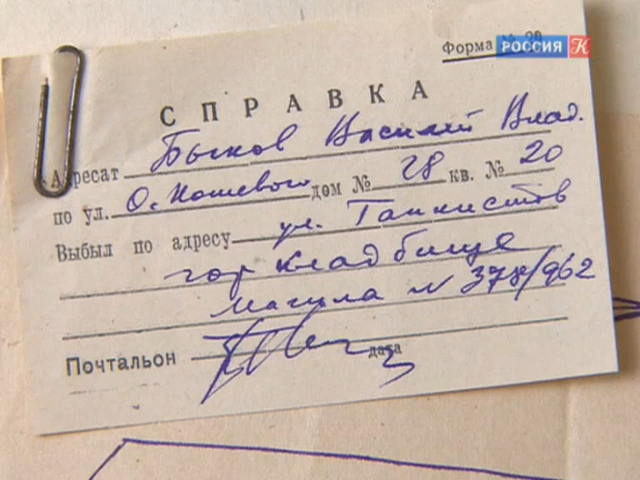 Форма № 20
РОССИЯ К
СПРАВКА
Адресат Быков Василий Влад.
по ул. О. Кошевого дом № 28 кв. № 20
Выбыл по адресу ул. Танкистов
гор кладбище
Могила N 378/962
Почтальон
дата